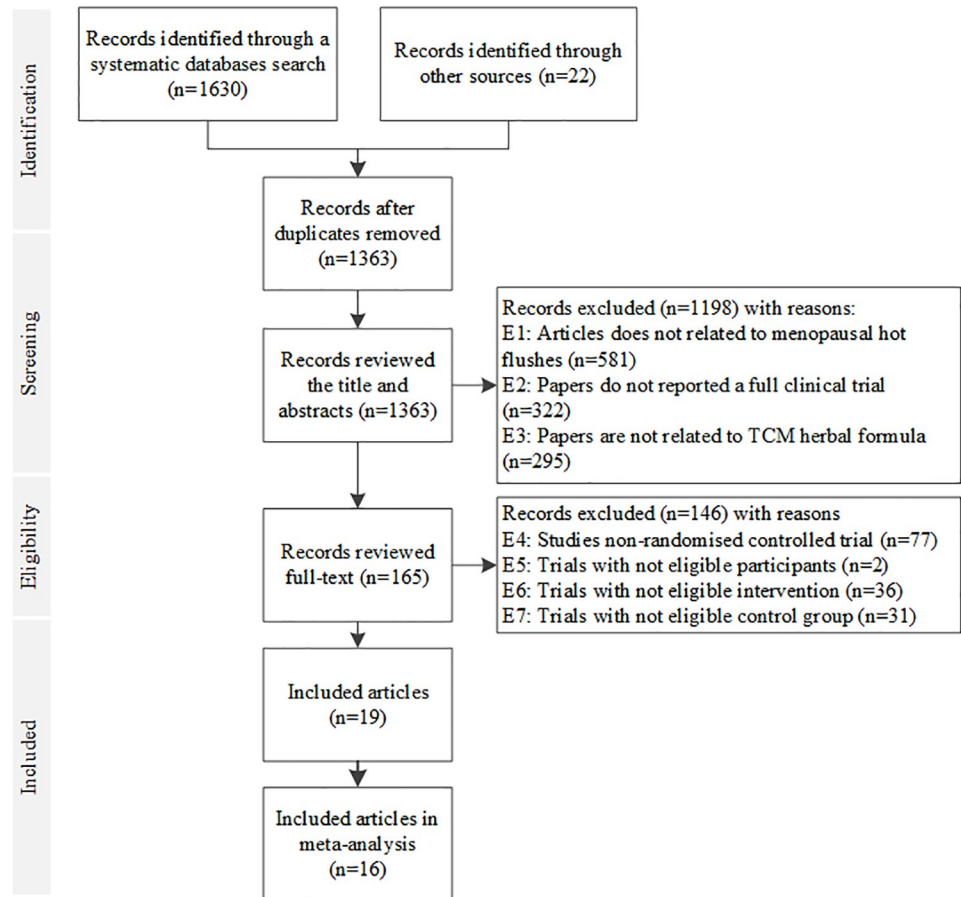 Identification
Records identified through a
systematic databases search
(n=1630)
Records identified through
other sources (n=22)
Records after
duplicates removed
(n=1363)
Screening
Records reviewed
the title and
abstracts (n=1363)
Records excluded (n=1198) with reasons:
E1: Articles does not related to menopausal hot
flushes (n=581)
E2: Papers do not reported a full clinical trial
(n=322)
E3: Papers are not related to TCM herbal formula
(n=295)
Eligibility
Records reviewed
full-text (n=165)
Records excluded (n=146) with reasons
E4: Studies non-randomised controlled trial (n=77)
E5: Trials with not eligible participants (n=2)
E6: Trials with not eligible intervention (n=36)
E7: Trials with not eligible control group (n=31)
Included
Included articles
(n=19)
Included articles in
meta-analysis
(n=16)